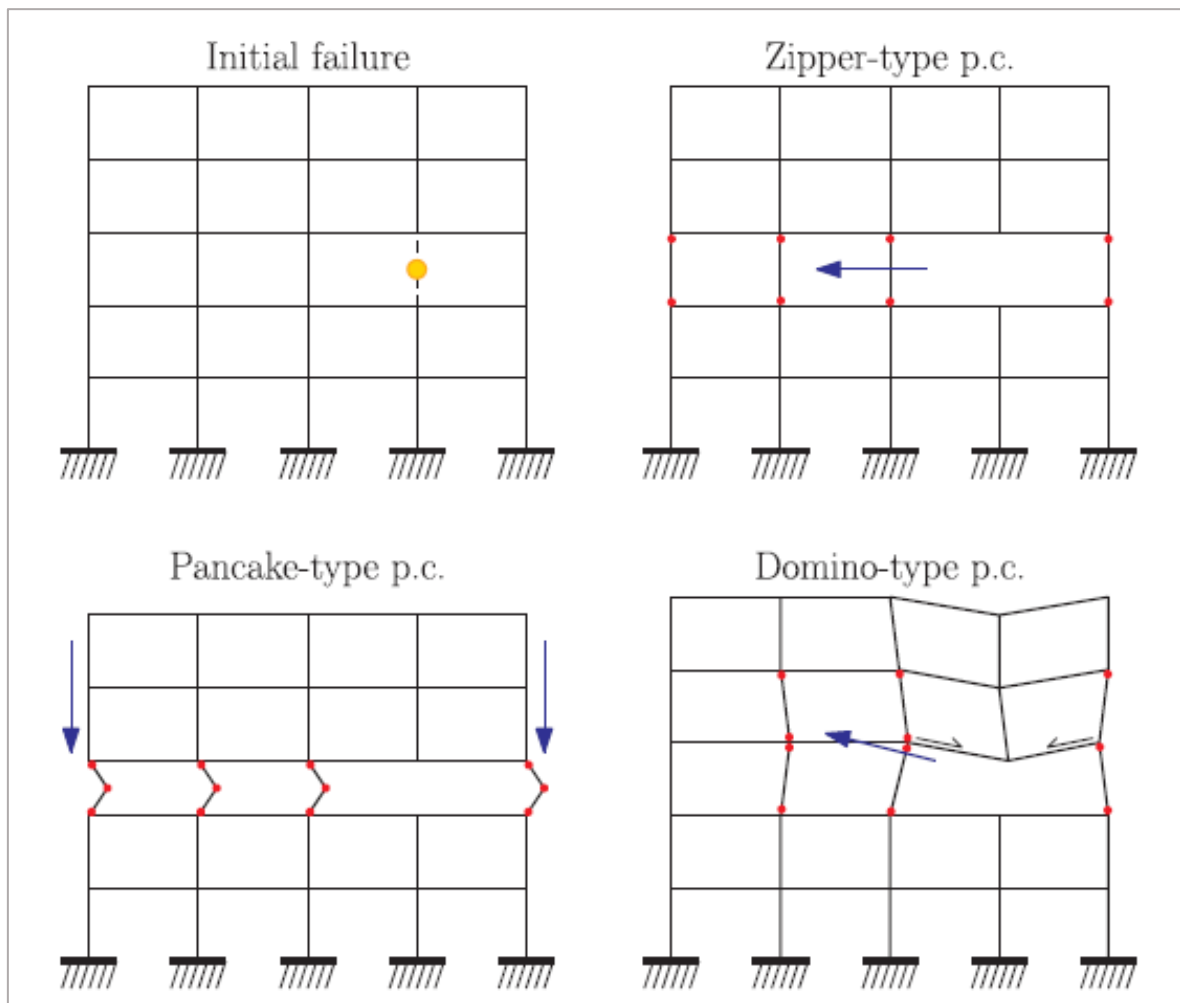 Initial failure
Zipper-type p.c.
Pancake-type p.c.
Domino-type p.c.